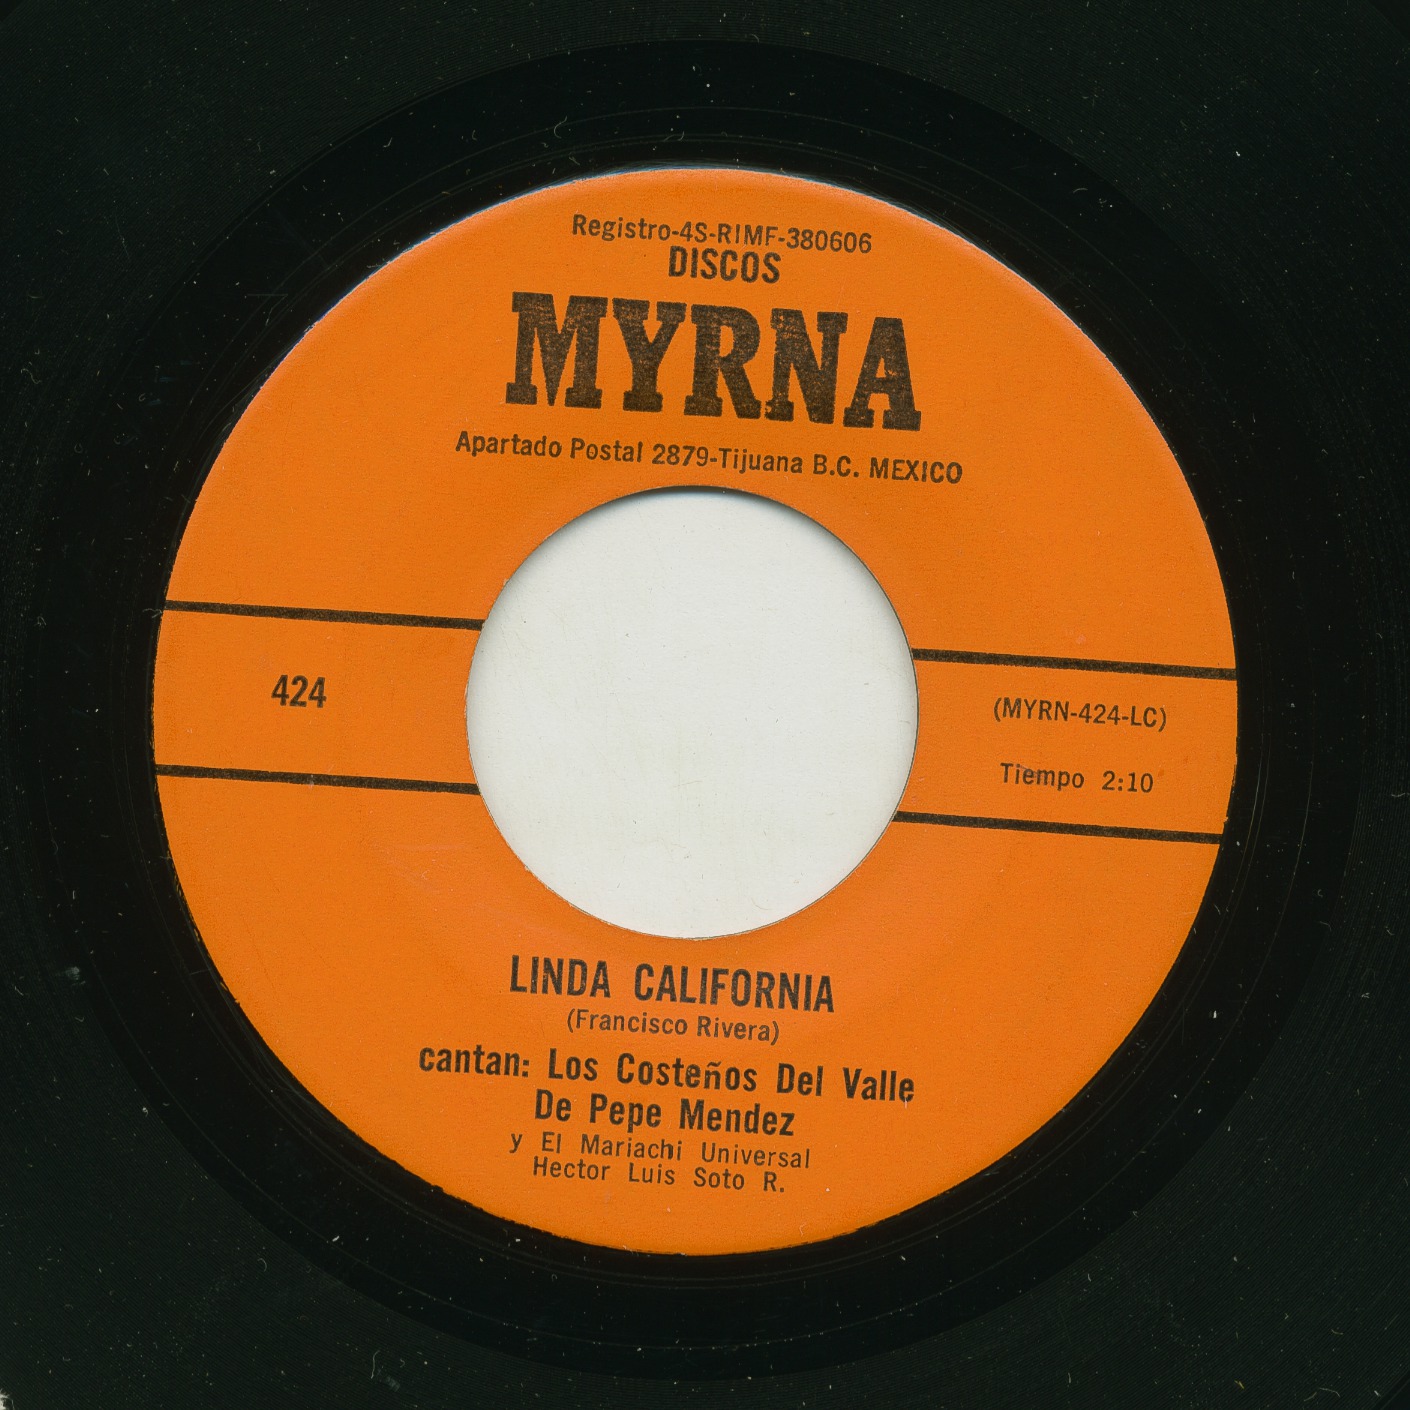 Registro-4S-RIMF-380606
DISCOS
MYRNA
Apartado Postal 2879-Tijuana B.C. MEXICO
424
(MYRN-424-LC)
Tiempo 2:10
LINDA CALIFORNIA
(Francisco Rivera)
cantan: Los Costeños Del Valle
De Pepe Mendez
y El Mariachi Universal
Hector Luis Soto R.